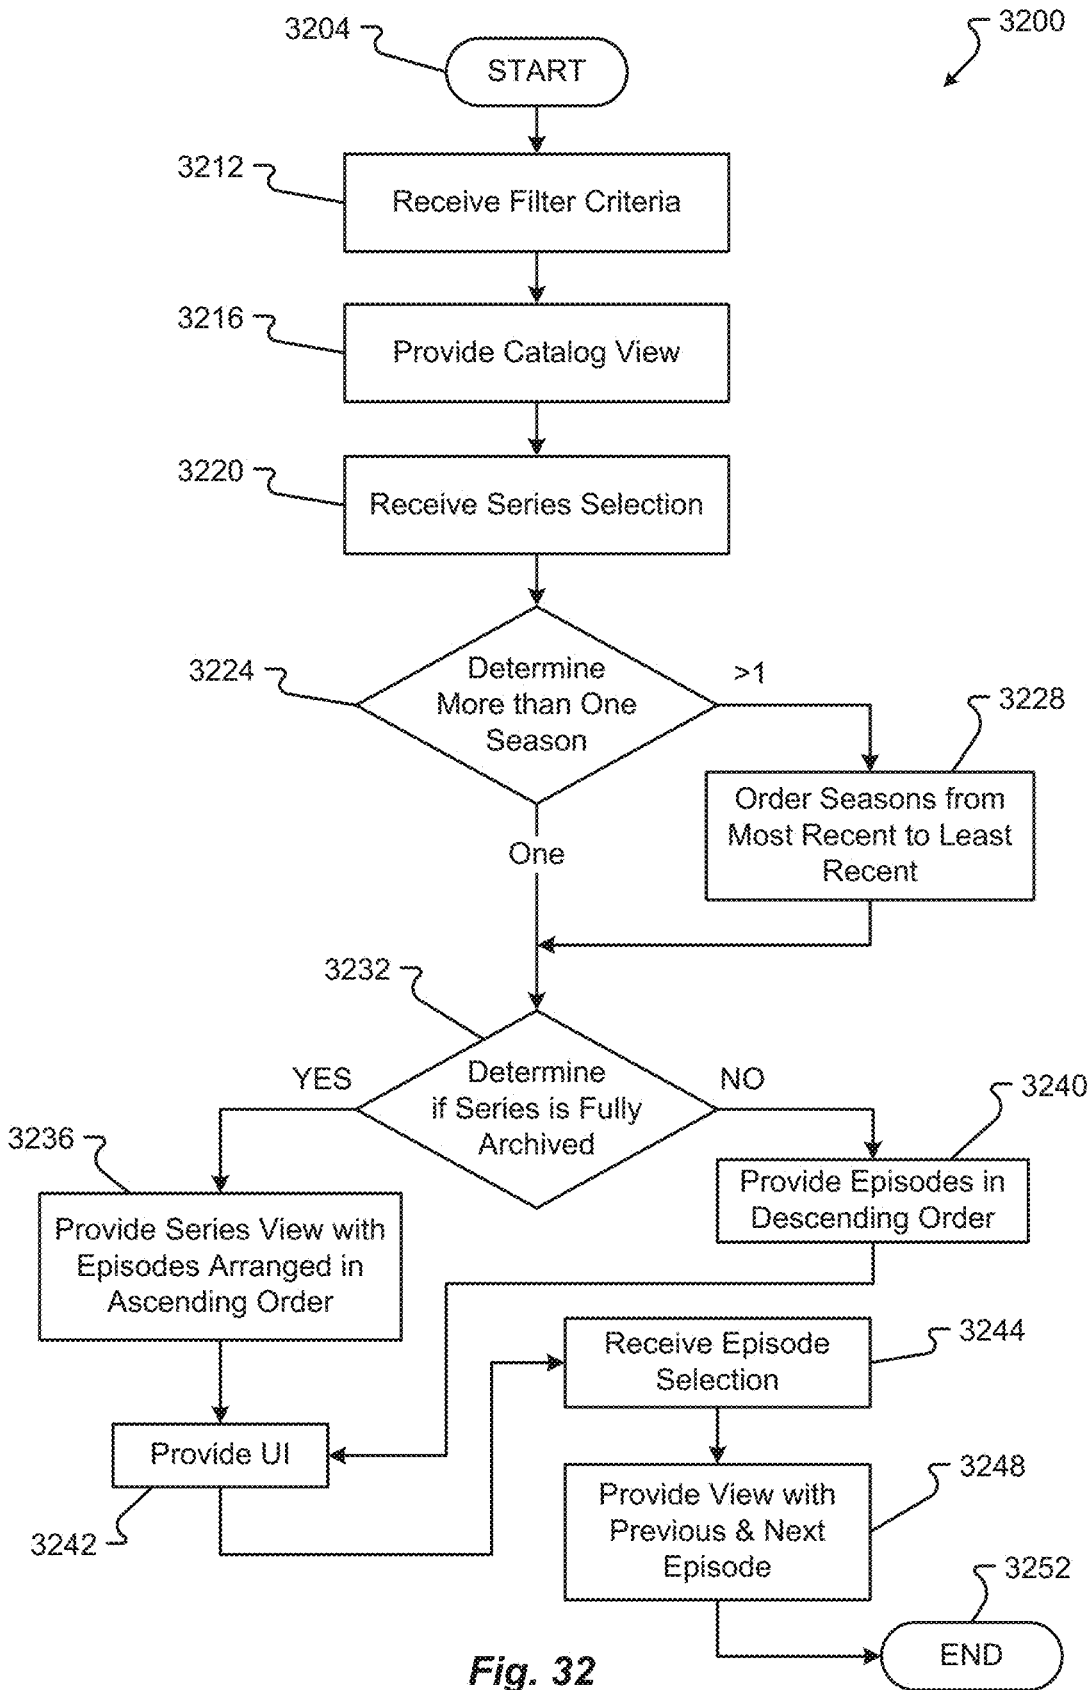 3200
3204
START
3212
Receive Filter Criteria
3216
Provide Catalog View
3220
Receive Series Selection
3224
Determine
More than One
Season
>1
3228
Order Seasons from
Most Recent to Least
Recent
One
3232
Determine
if Series is Fully
Archived
YES
NO
3236
Provide Series View with
Episodes Arranged in
Ascending Order
3240
Provide Episodes in
Descending Order
Provide UI
3242
3244
Receive Episode
Selection
3248
Provide View with
Previous & Next
Episode
3252
END
Fig. 32